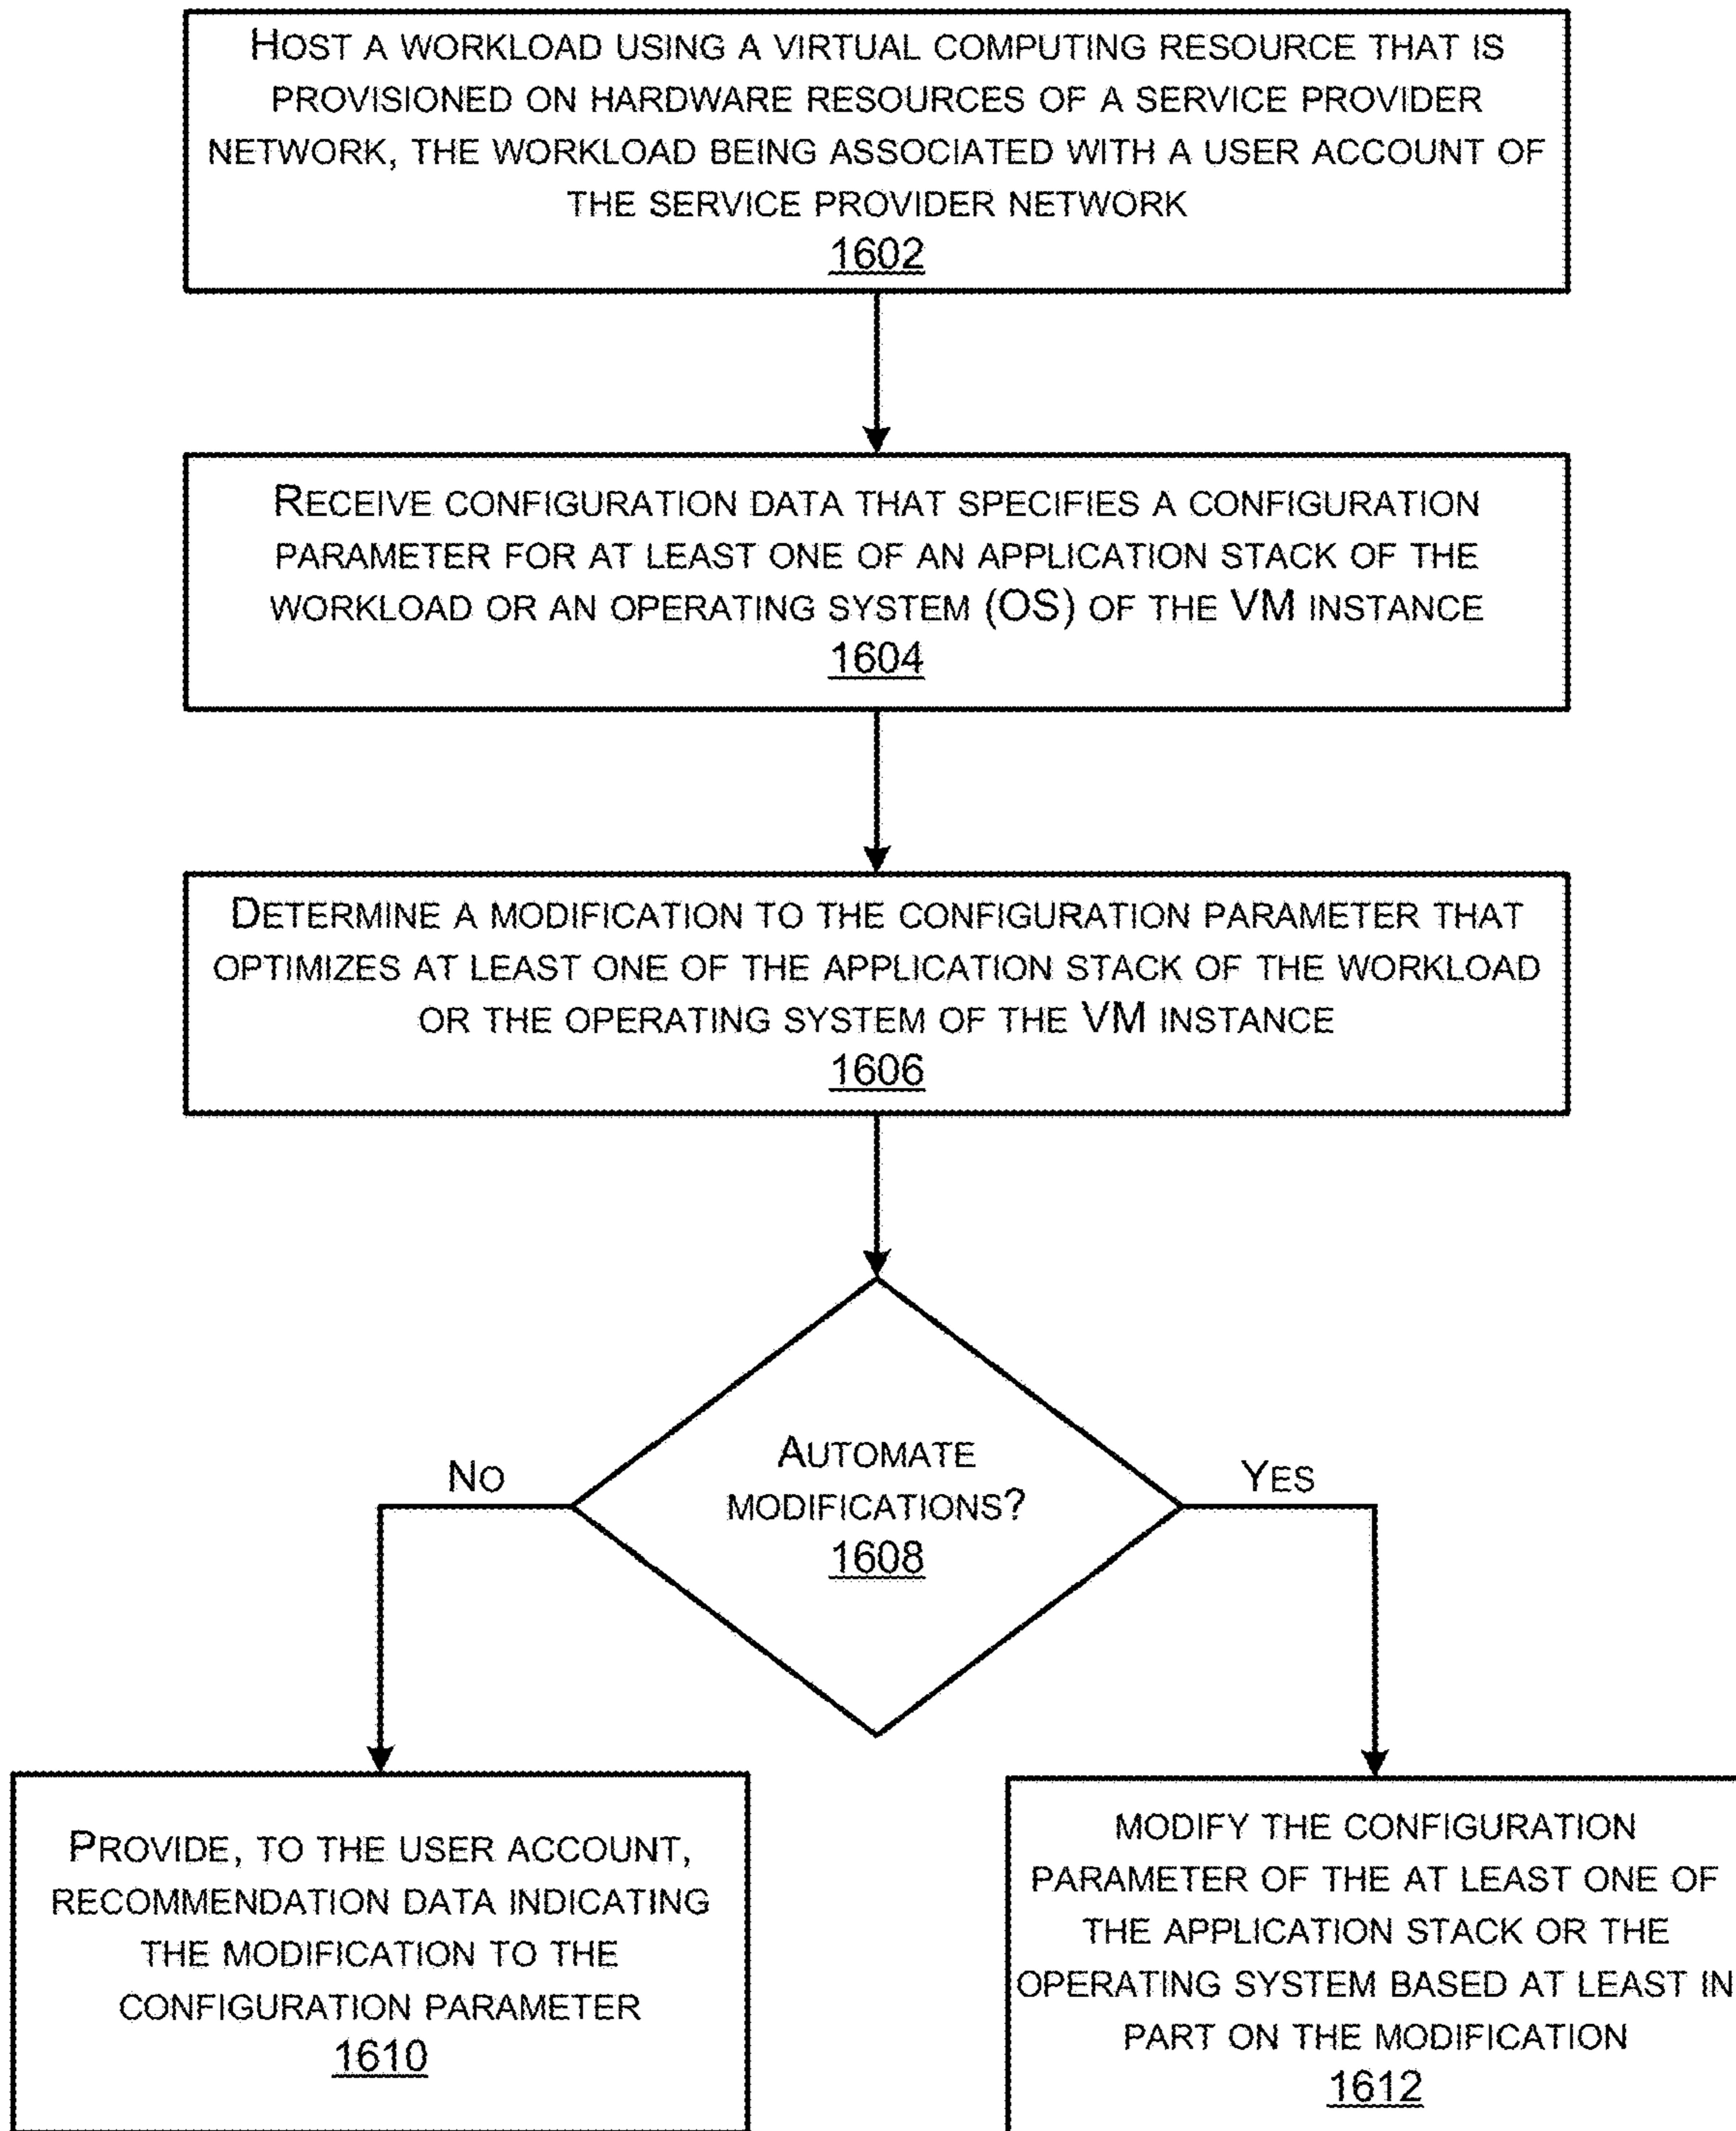 HOST A WORKLOAD USING A VIRTUAL COMPUTING RESOURCE THAT IS
PROVISIONED ON HARDWARE RESOURCES OF A SERVICE PROVIDER
NETWORK, THE WORKLOAD BEING ASSOCIATED WITH A USER ACCOUNT OF
THE SERVICE PROVIDER NETWORK
1602
RECEIVE CONFIGURATION DATA THAT SPECIFIES A CONFIGURATION
PARAMETER FOR AT LEAST ONE OF AN APPLICATION STACK OF THE
WORKLOAD OR AN OPERATING SYSTEM (OS) OF THE VM INSTANCE
1604
DETERMINE A MODIFICATION TO THE CONFIGURATION PARAMETER THAT
OPTIMIZES AT LEAST ONE OF THE APPLICATION STACK OF THE WORKLOAD
OR THE OPERATING SYSTEM OF THE VM INSTANCE
1606
AUTOMATE
MODIFICATIONS?
1608
NO
YES
PROVIDE, TO THE USER ACCOUNT,
RECOMMENDATION DATA INDICATING
THE MODIFICATION TO THE
CONFIGURATION PARAMETER
1610
MODIFY THE CONFIGURATION
PARAMETER OF THE AT LEAST ONE OF
THE APPLICATION STACK OR THE
OPERATING SYSTEM BASED AT LEAST IN
PART ON THE MODIFICATION
1612